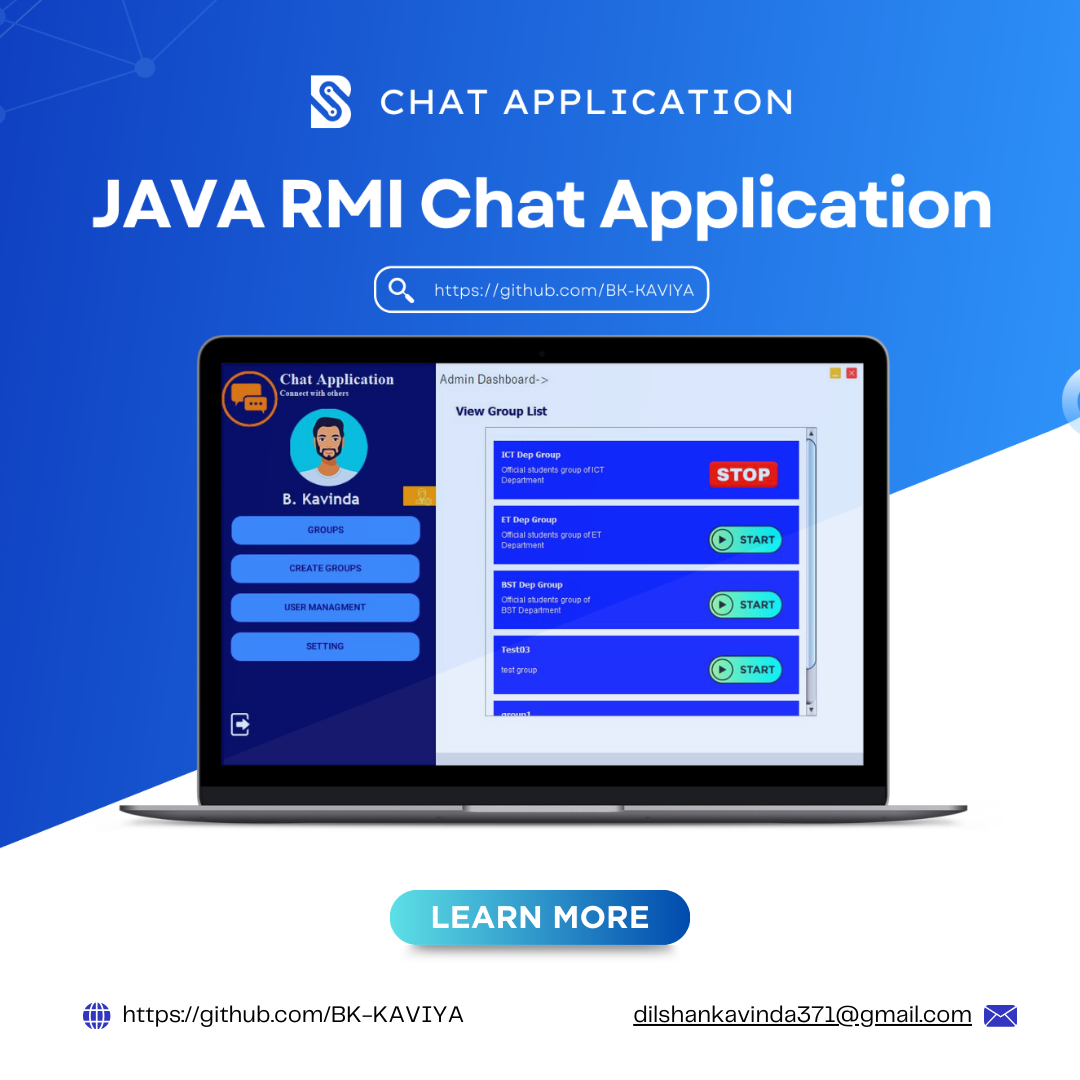 CHAT APPLICATION
JAVA RMI Chat Application
https://github.com/BK-KAVIYA
Chat Application
Connect with others
B. Kavinda
GROUPS
CREATE GROUPS
USER MANAGMENT
SETTING
Admin Dashboard->
View Group List
ICT Dep Group
Official students group of ICT
Department
STOP
ET Dep Group
Official students group of ET
Department
START
BST Dep Group
Official students group of
BST Department
START
Test03
test group
START
group1
LEARN MORE
https://github.com/BK-KAVIYA
dilshankavinda371@gmail.com